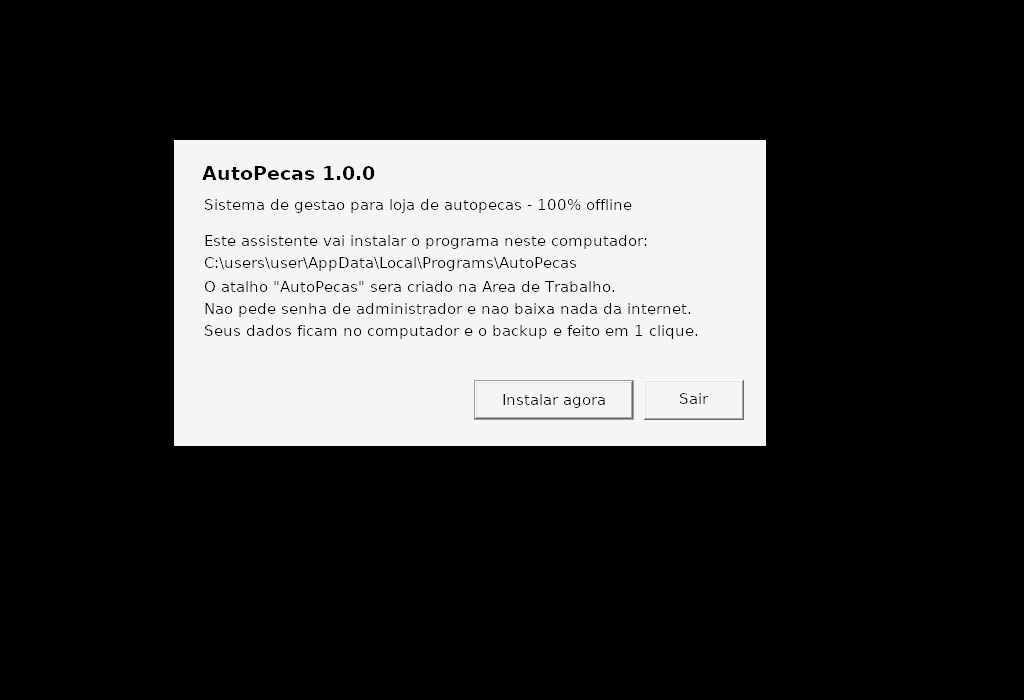 AutoPecas 1.0.0
Sistema de gestao para loja de autopecas - 100% offline
Este assistente vai instalar o programa neste computador:
C:\users\user\AppData\Local\Programs\AutoPecas
O atalho "AutoPecas" sera criado na Area de Trabalho.
Nao pede senha de administrador e nao baixa nada da internet.
Seus dados ficam no computador e o backup e feito em 1 clique.
Instalar agora
Sair